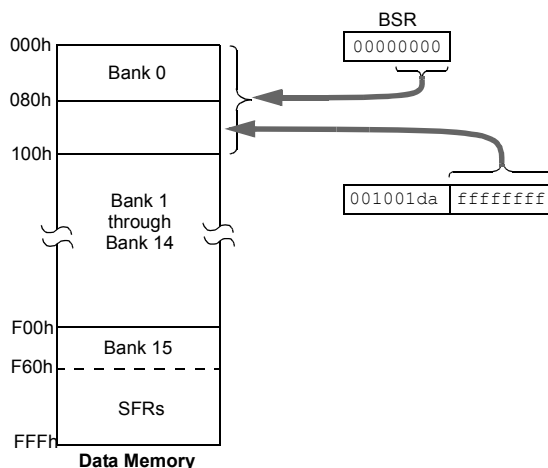 BSR
00000000
000h
Bank 0
080h
100h
001001da ffffffff
Bank 1
through
Bank 14
F00h
Bank 15
F60h
SFRs
FFFh
Data Memory